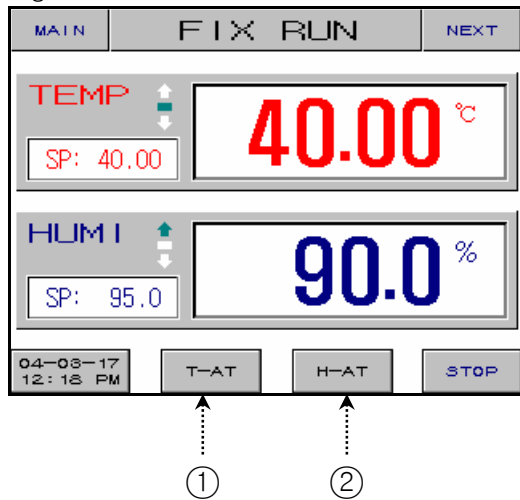 MAIN FIX RUN NEXT
TEMP
40.00 ℃
SP: 40.00
HUMI
90.0 %
SP: 95.0
04-03-17
12:18 PM
T-AT H-AT STOP
① ②